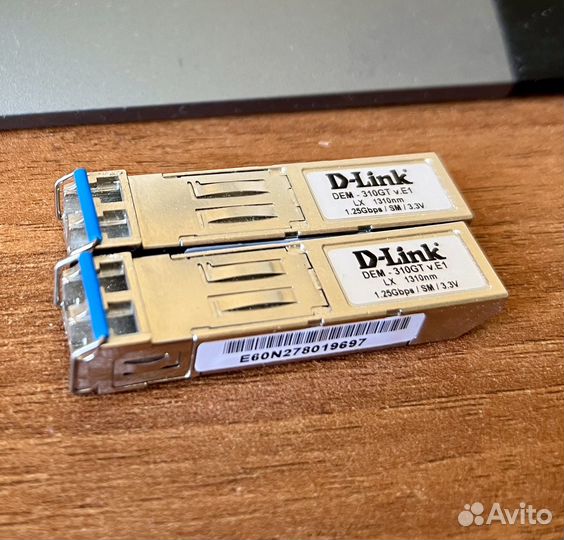 D-Link
DEM - 310GT v.E1
LX 1310nm
1.25Gbps / SM / 3.3V
D-Link
DEM - 310GT v.E1
LX 1310nm
1.25Gbps / SM / 3.3V
E60N278019697
Avito